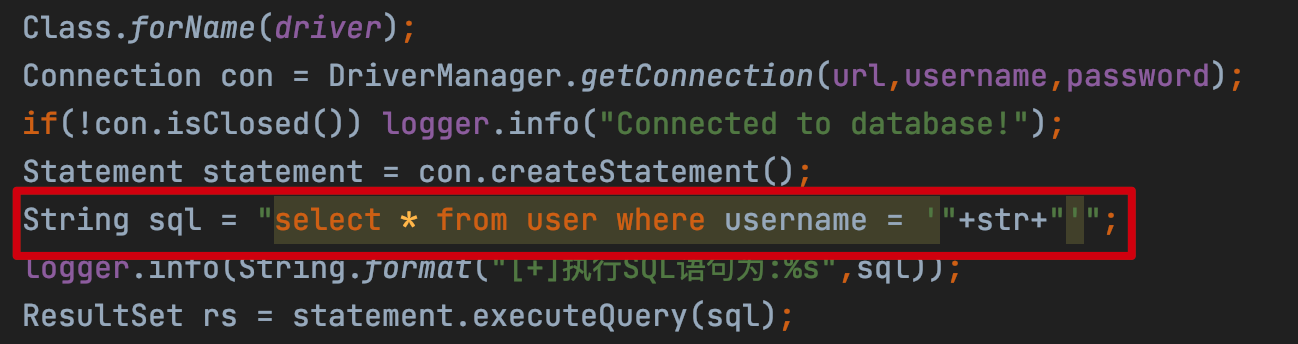 Class.forName(driver);
Connection con = DriverManager.getConnection(url,username,password);
if(!con.isClosed()) logger.info("Connected to database!");
Statement statement = con.createStatement();
String sql = "select * from user where username = '"+str+"'";
logger.info(String.format("[+]执行SQL语句为:%s",sql));
ResultSet rs = statement.executeQuery(sql);